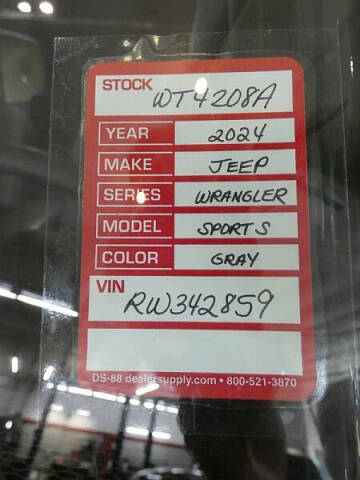 STOCK WT4208A
YEAR 2024
MAKE JEEP
SERIES WRANGLER
MODEL SPORT S
COLOR GRAY
VIN
RW342859
DS-88 dealersupply.com • 800-521-3870